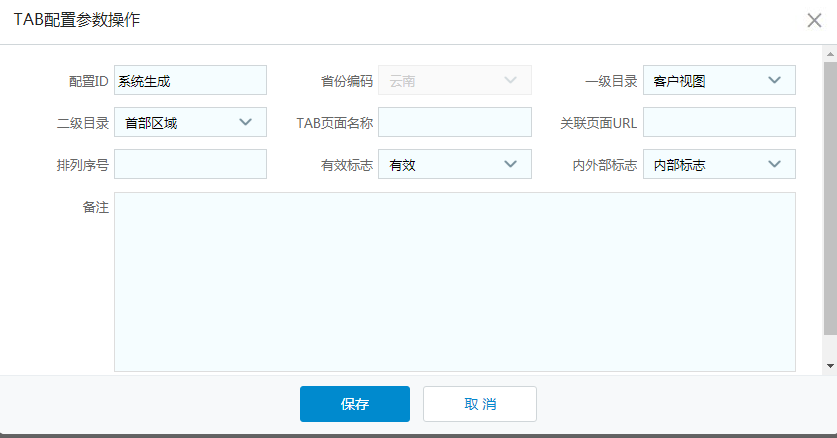 TAB配置参数操作
配置ID 系统生成 省份编码 云南 一级目录 客户视图
二级目录 首部区域 TAB页面名称 关联页面URL
排列序号 有效标志 有效 内外部标志 内部标志
备注
保存 取消